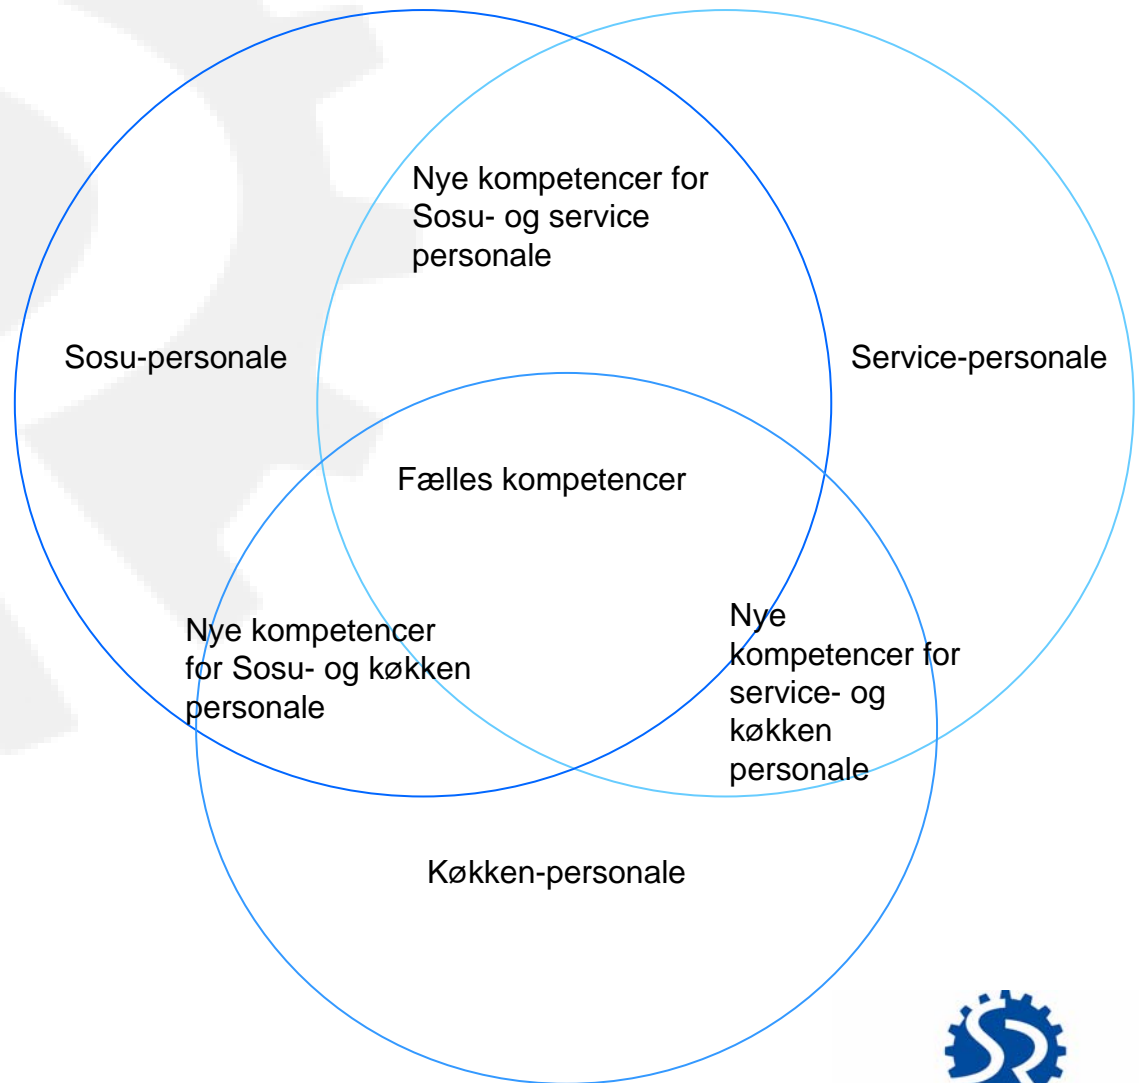 Nye kompetencer for
Sosu- og service
personale
Sosu-personale
Service-personale
Fælles kompetencer
Nye kompetencer
for Sosu- og køkken
personale
Nye
kompetencer for
service- og
køkken
personale
Køkken-personale
SR